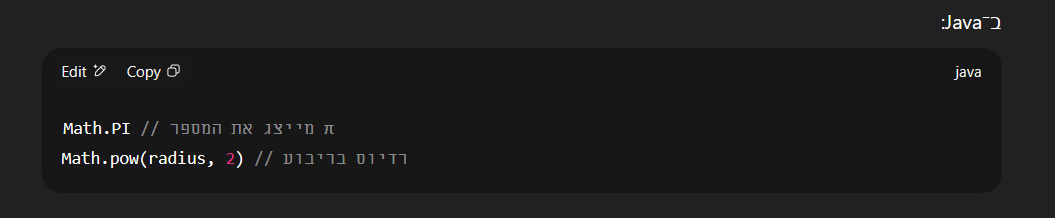 ב־Java:
Edit Copy java
Math.PI // מייצג את המספר π
Math.pow(radius, 2) // רדיוס בריבוע